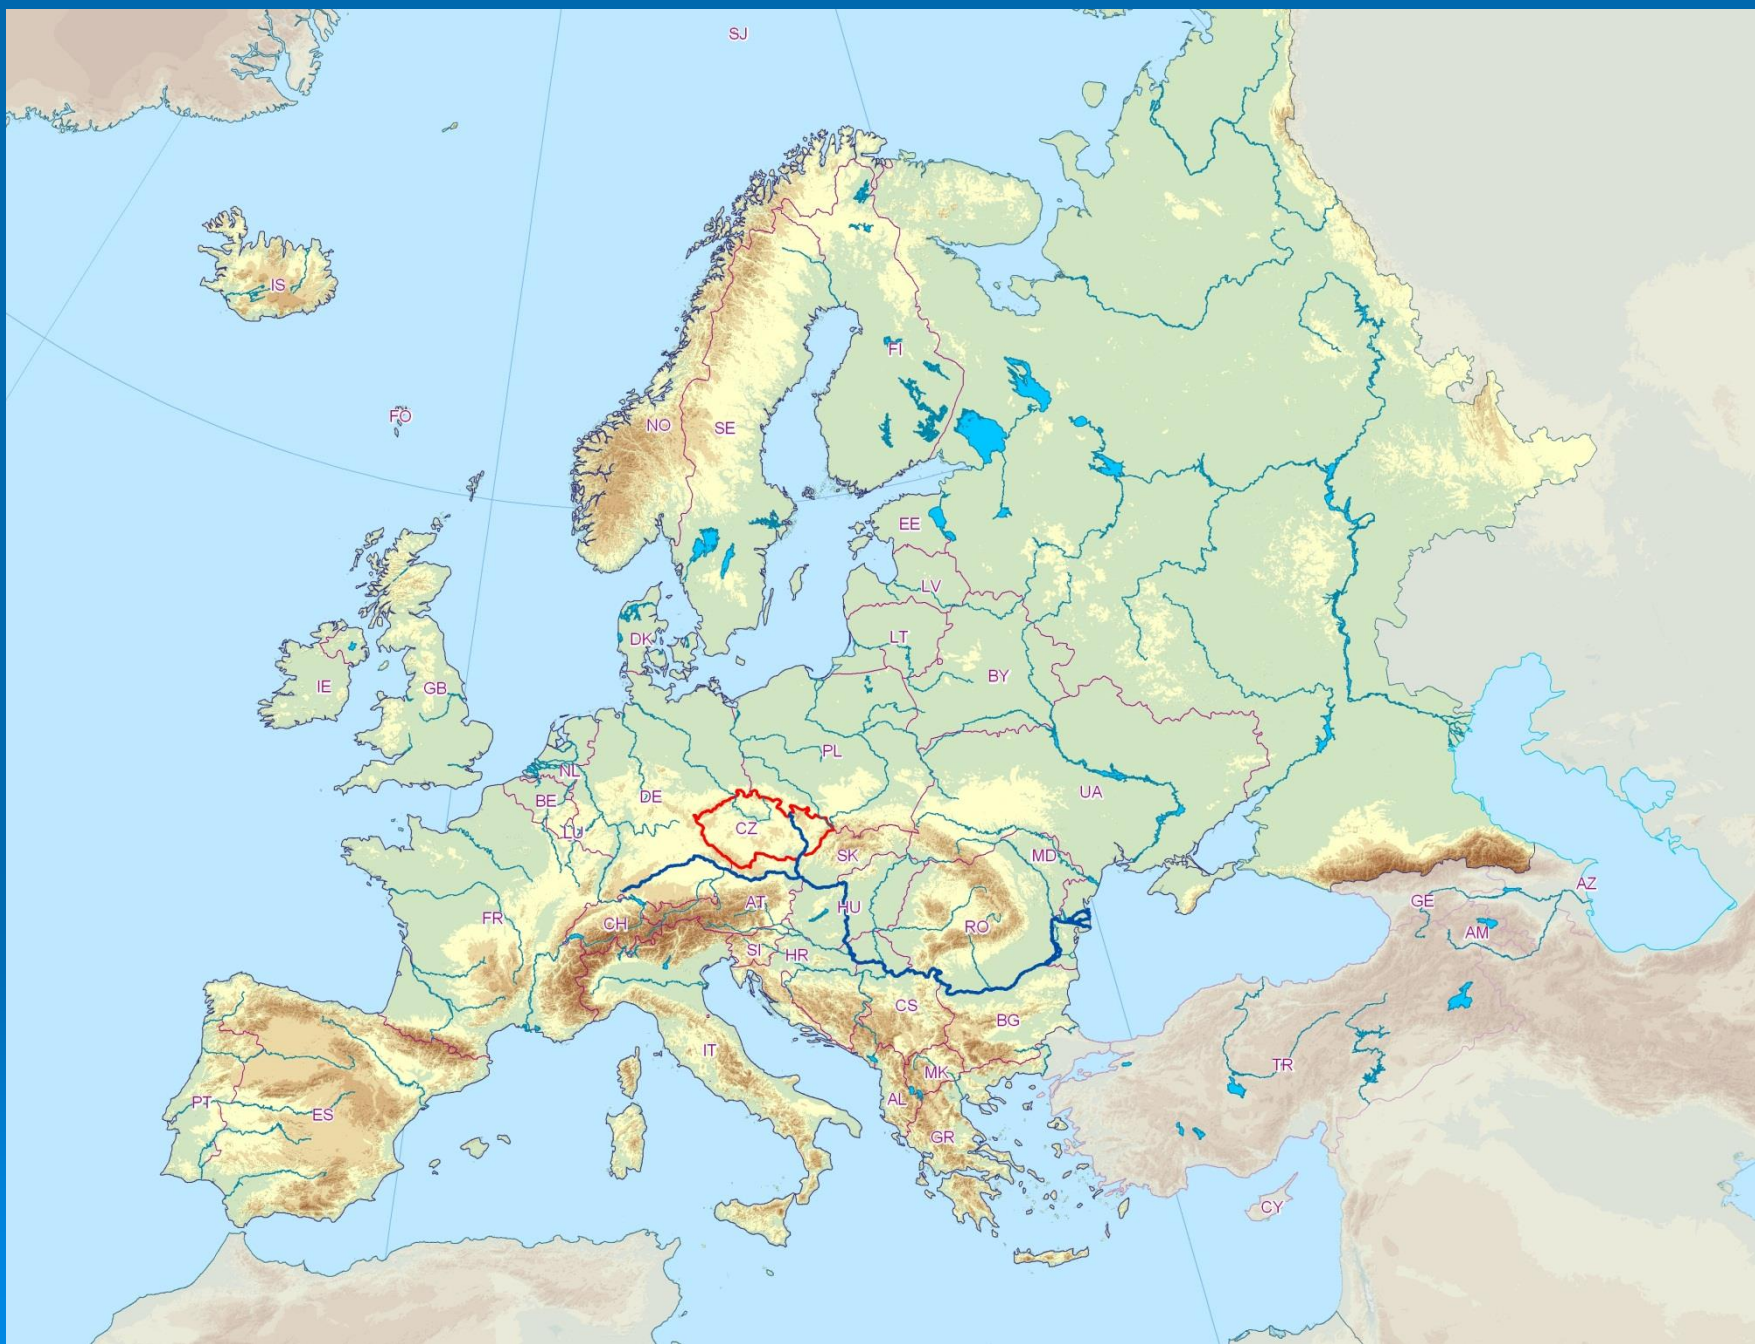 SJ
IS
FO
NO
SE
FI
EE
LV
LT
DK
IE
GB
BY
NL
BE
LU
DE
PL
CZ
UA
SK
MD
AT
HU
CH
FR
SI
HR
RO
CS
BG
IT
MK
AL
GR
PT
ES
GE
AZ
AM
TR
CY